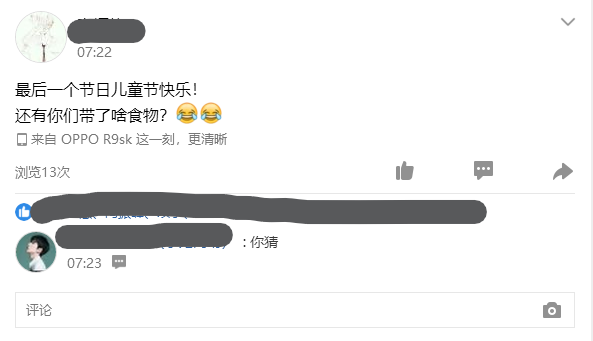 07:22
最后一个节日儿童节快乐!
还有你们带了啥食物？😂😂
来自 OPPO R9sk 这一刻，更清晰
浏览13次
: 你猜
07:23
评论